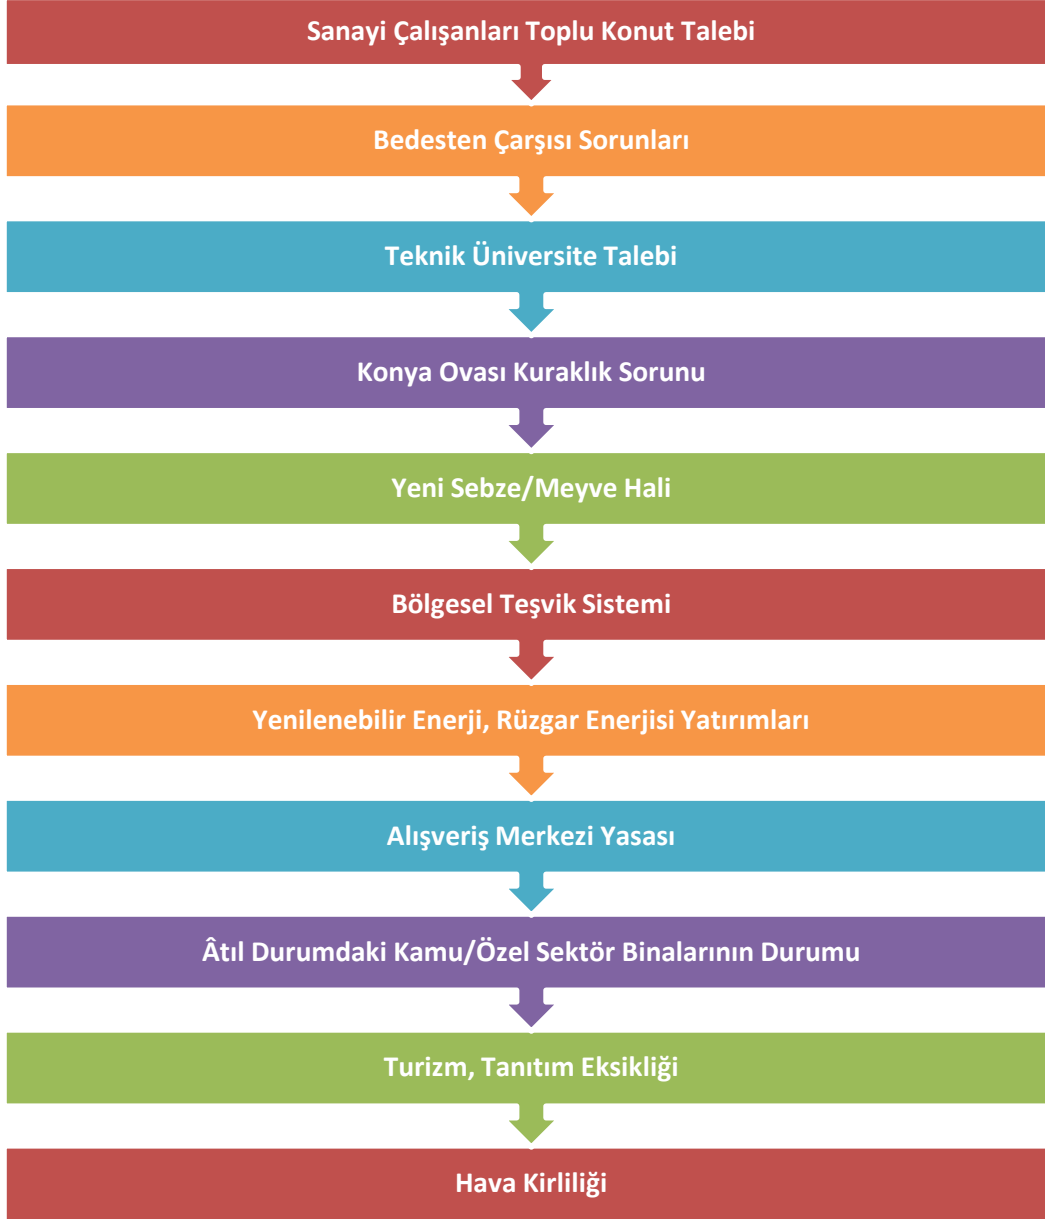 Sanayi Çalışanları Toplu Konut Talebi
Bedesten Çarşısı Sorunları
Teknik Üniversite Talebi
Konya Ovası Kuraklık Sorunu
Yeni Sebze/Meyve Hali
Bölgesel Teşvik Sistemi
Yenilenebilir Enerji, Rüzgar Enerjisi Yatırımları
Alışveriş Merkezi Yasası
Âtıl Durumdaki Kamu/Özel Sektör Binalarının Durumu
Turizm, Tanıtım Eksikliği
Hava Kirliliği